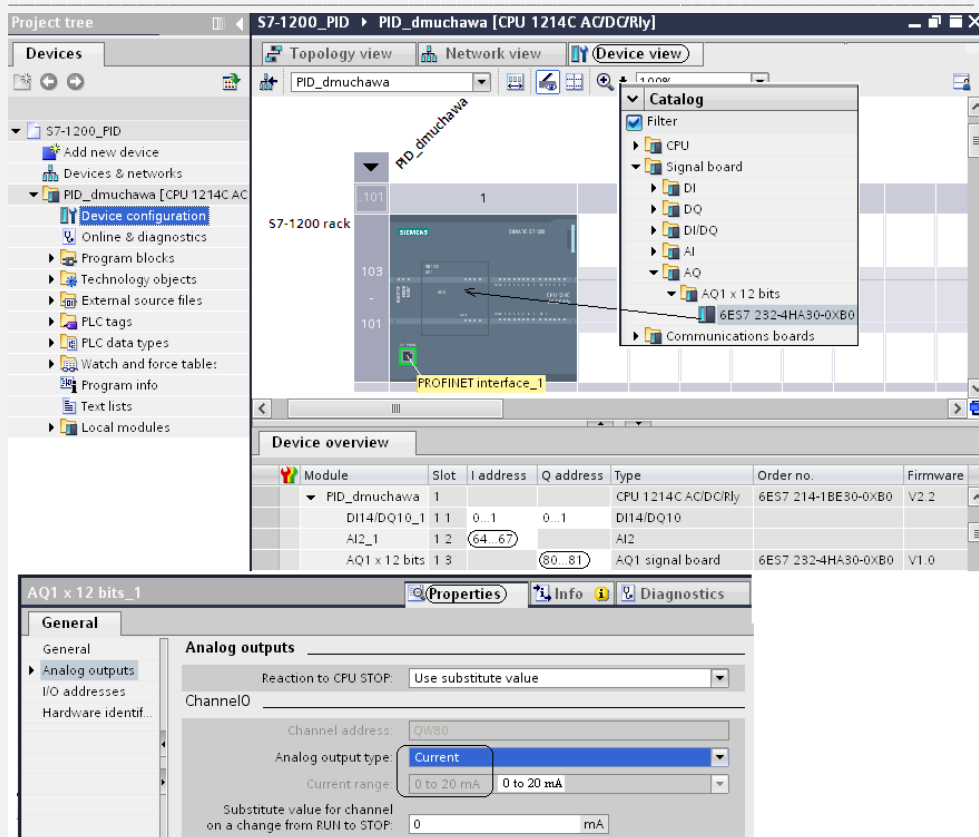 Project tree
Devices
S7-1200_PID
Add new device
Devices & networks
PID_dmuchawa [CPU 1214C AC
Device configuration
Online & diagnostics
Program blocks
Technology objects
External source files
PLC tags
PLC data types
Watch and force tables
Program info
Text lists
Local modules
S7-1200_PID PID_dmuchawa [CPU 1214C AC/DC/Rly]
Topology view Network view Device view
PID_dmuchawa 100%
PID_dmuchawa
..101 1
S7-1200 rack
SIEMENS SIMATIC S7-1200
103
-
101
PROFINET interface_1
Catalog
Filter
CPU
Signal board
DI
DQ
DI/DQ
AI
AQ
AQ1 x 12 bits
6ES7 232-4HA30-0XB0
Communications boards
Device overview
Module Slot I address Q address Type Order no. Firmware
PID_dmuchawa 1 CPU 1214C AC/DC/Rly 6ES7 214-1BE30-0XB0 V2.2
DI14/DQ10_1 1 1 0...1 0...1 DI14/DQ10
AI2_1 1 2 64...67 AI2
AQ1 x 12 bits 1 3 80...81 AQ1 signal board 6ES7 232-4HA30-0XB0 V1.0
AQ1 x 12 bits_1 Properties Info Diagnostics
General
General
Analog outputs
I/O addresses
Hardware identif...
Analog outputs
Reaction to CPU STOP: Use substitute value
Channel0
Channel address: QW80
Analog output type: Current
Current range: 0 to 20 mA 0 to 20 mA
Substitute value for channel
on a change from RUN to STOP: 0 mA